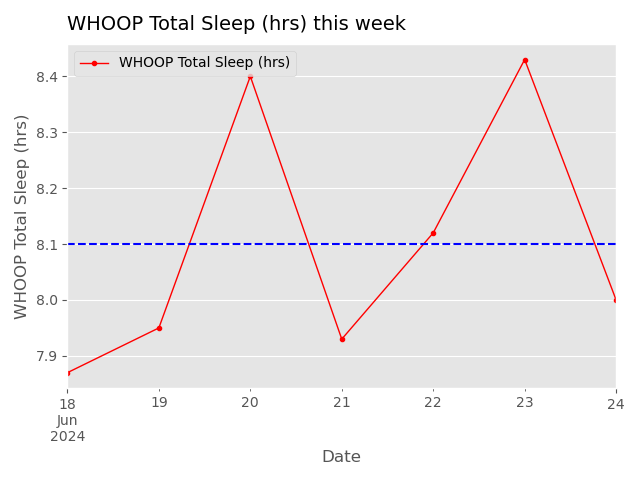 WHOOP Total Sleep (hrs) this week
WHOOP Total Sleep (hrs)
WHOOP Total Sleep (hrs)
8.4
8.3
8.2
8.1
8.0
7.9
18 19 20 21 22 23 24
Jun
2024
Date